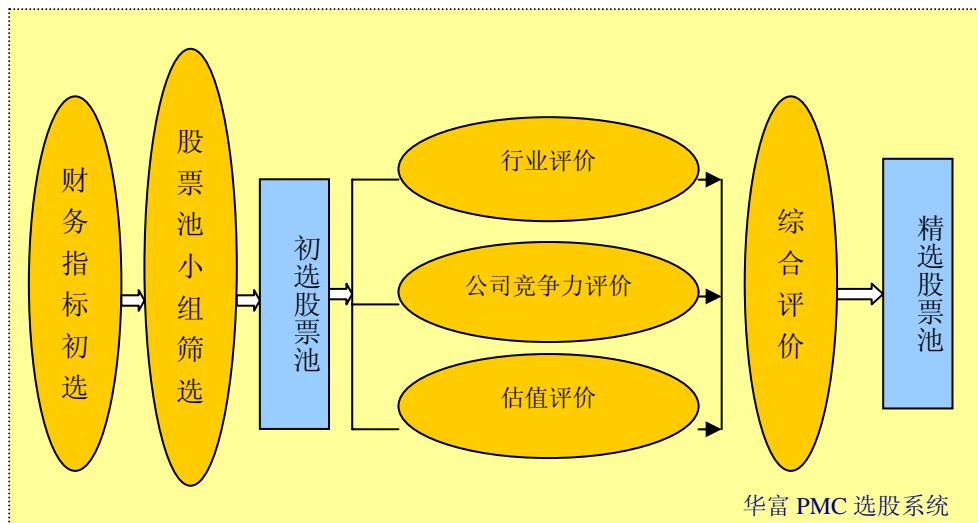 财务指标初选
股票池小组筛选
初选股票池
行业评价
公司竞争力评价
估值评价
综合评价
精选股票池
华富 PMC 选股系统